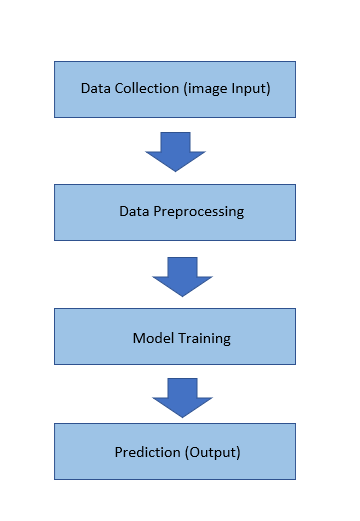 Data Collection (image Input)
Data Preprocessing
Model Training
Prediction (Output)